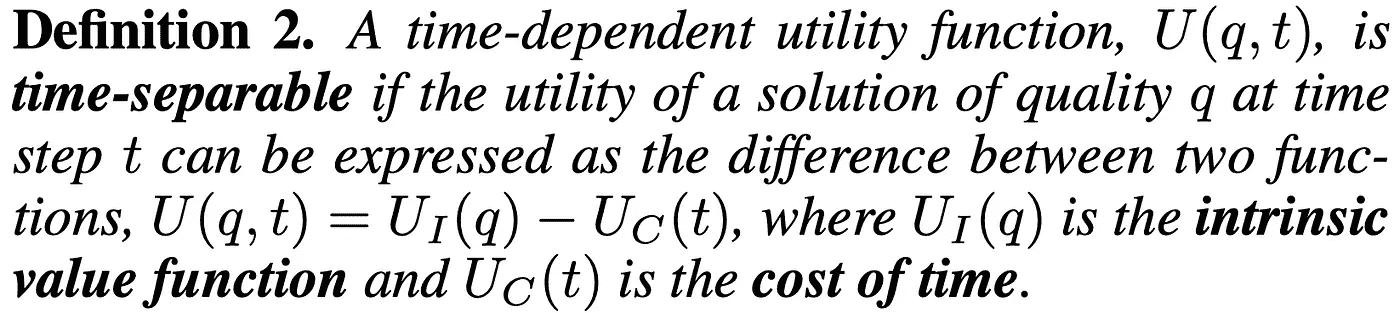 Definition 2. A time-dependent utility function, U(q, t), is
time-separable if the utility of a solution of quality q at time
step t can be expressed as the difference between two func-
tions, U(q, t) = U_I(q) − U_C(t), where U_I(q) is the intrinsic
value function and U_C(t) is the cost of time.